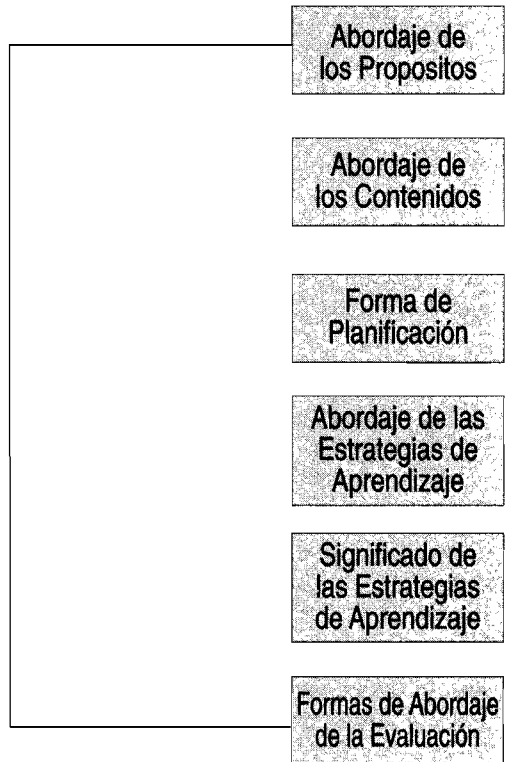 Abordaje de
los Propositos
Abordaje de
los Contenidos
Forma de
Planificación
Abordaje de las
Estrategias de
Aprendizaje
Significado de
las Estrategias
de Aprendizaje
Formas de Abordaje
de la Evaluación